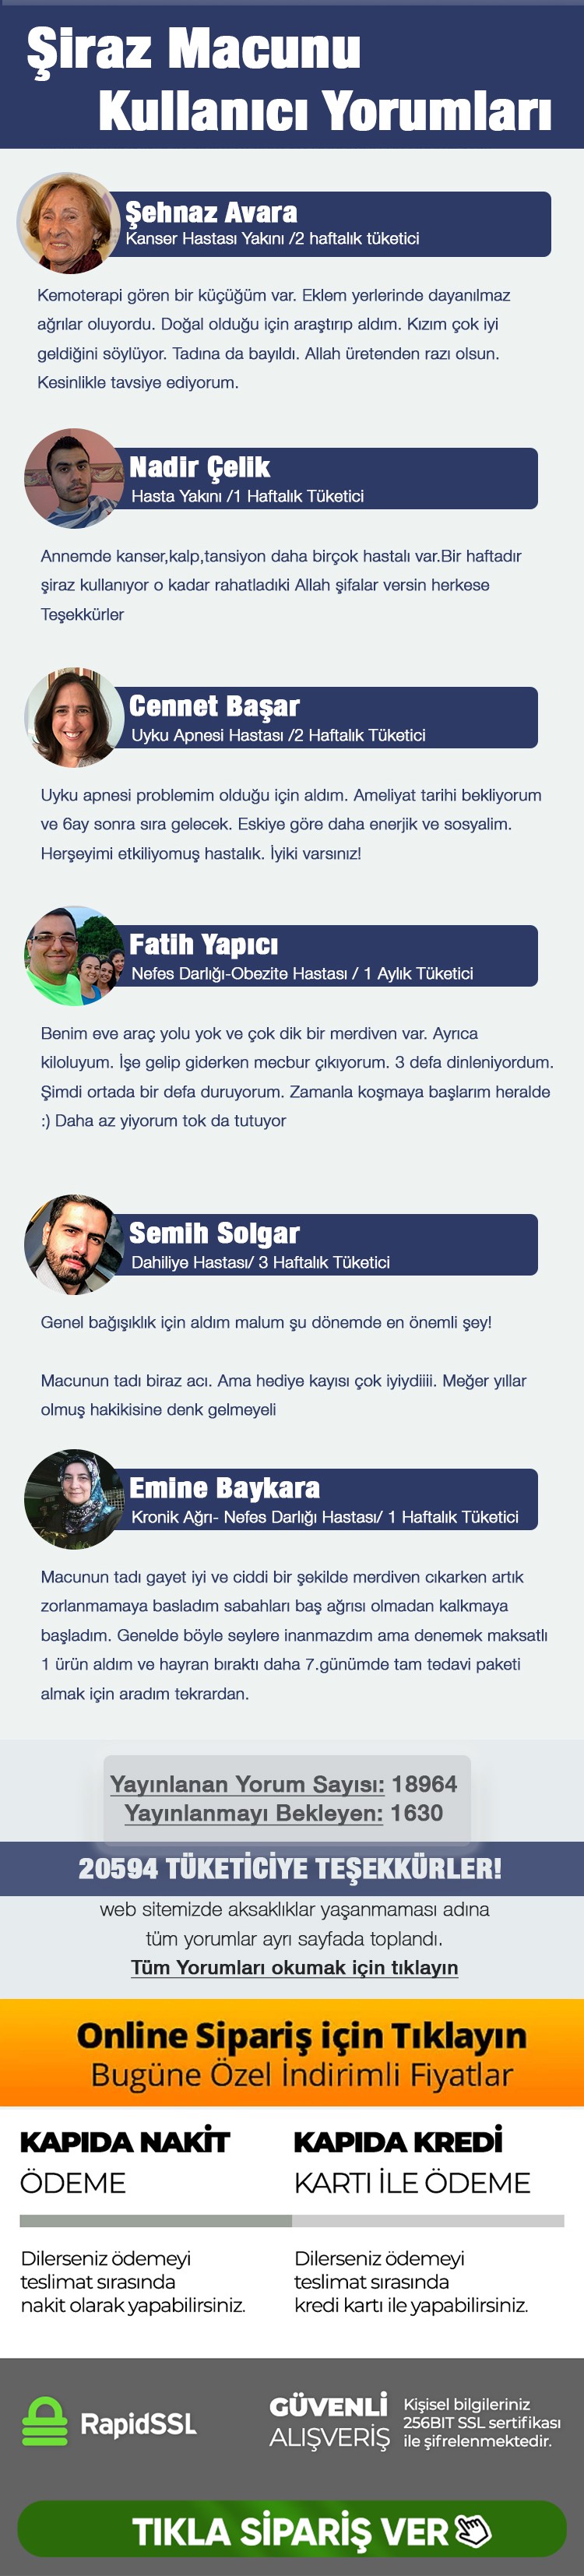 Şiraz Macunu
Kullanıcı Yorumları
Şehnaz Avara
Kanser Hastası Yakını /2 haftalık tüketici
Kemoterapi gören bir küçüğüm var. Eklem yerlerinde dayanılmaz
ağrılar oluyordu. Doğal olduğu için araştırıp aldım. Kızım çok iyi
geldiğini söylüyor. Tadına da bayıldı. Allah üretenden razı olsun.
Kesinlikle tavsiye ediyorum.
Nadir Çelik
Hasta Yakını /1 Haftalık Tüketici
Annemde kanser,kalp,tansiyon daha birçok hastalı var.Bir haftadır
şiraz kullanıyor o kadar rahatladıki Allah şifalar versin herkese
Teşekkürler
Cennet Başar
Uyku Apnesi Hastası /2 Haftalık Tüketici
Uyku apnesi problemim olduğu için aldım. Ameliyat tarihi bekliyorum
ve 6ay sonra sıra gelecek. Eskiye göre daha enerjik ve sosyalim.
Herşeyimi etkiliyomuş hastalık. İyiki varsınız!
Fatih Yapıcı
Nefes Darlığı-Obezite Hastası / 1 Aylık Tüketici
Benim eve araç yolu yok ve çok dik bir merdiven var. Ayrıca
kiloluyum. İşe gelip giderken mecbur çıkıyorum. 3 defa dinleniyordum.
Şimdi ortada bir defa duruyorum. Zamanla koşmaya başlarım heralde
:) Daha az yiyorum tok da tutuyor
Semih Solgar
Dahiliye Hastası/ 3 Haftalık Tüketici
Genel bağışıklık için aldım malum şu dönemde en önemli şey!
Macunun tadı biraz acı. Ama hediye kayısı çok iyiydiiii. Meğer yıllar
olmuş hakikisine denk gelmeyeli
Emine Baykara
Kronik Ağrı- Nefes Darlığı Hastası/ 1 Haftalık Tüketici
Macunun tadı gayet iyi ve ciddi bir şekilde merdiven cıkarken artık
zorlanmamaya basladım sabahları baş ağrısı olmadan kalkmaya
başladım. Genelde böyle seylere inanmazdım ama denemek maksatlı
1 ürün aldım ve hayran bıraktı daha 7.günümde tam tedavi paketi
almak için aradım tekrardan.
Yayınlanan Yorum Sayısı: 18964
Yayınlanmayı Bekleyen: 1630
20594 TÜKETİCİYE TEŞEKKÜRLER!
web sitemizde aksaklıklar yaşanmaması adına
tüm yorumlar ayrı sayfada toplandı.
Tüm Yorumları okumak için tıklayın
Online Sipariş için Tıklayın
Bugüne Özel İndirimli Fiyatlar
KAPIDA NAKİT
ÖDEME
Dilerseniz ödemeyi
teslimat sırasında
nakit olarak yapabilirsiniz.
KAPIDA KREDİ
KARTI İLE ÖDEME
Dilerseniz ödemeyi
teslimat sırasında
kredi kartı ile yapabilirsiniz.
RapidSSL
GÜVENLİ
ALIŞVERİŞ
Kişisel bilgileriniz
256BIT SSL sertifikası
ile şifrelenmektedir.
TIKLA SİPARİŞ VER